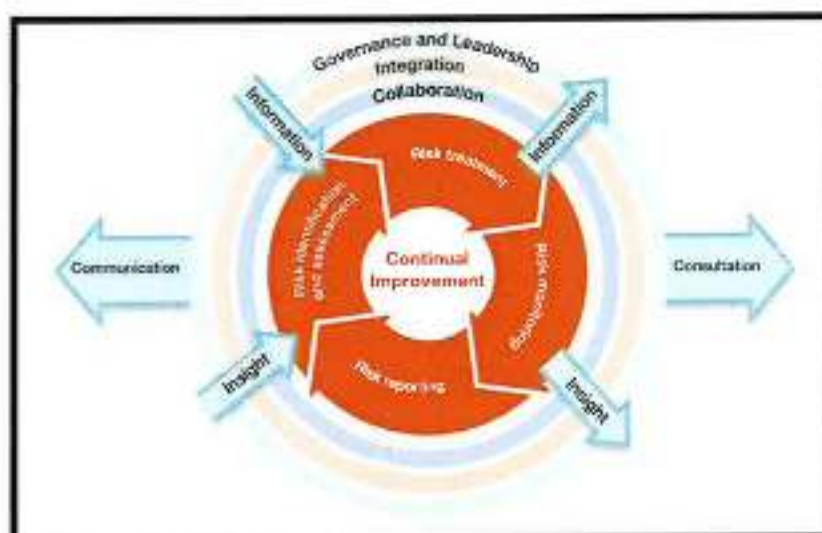 Governance and Leadership
Integration
Collaboration
Information
Information
Risk treatment
Risk identification
and assessment
Continual
Improvement
Risk monitoring
Communication
Consultation
Insight
Risk reporting
Insight